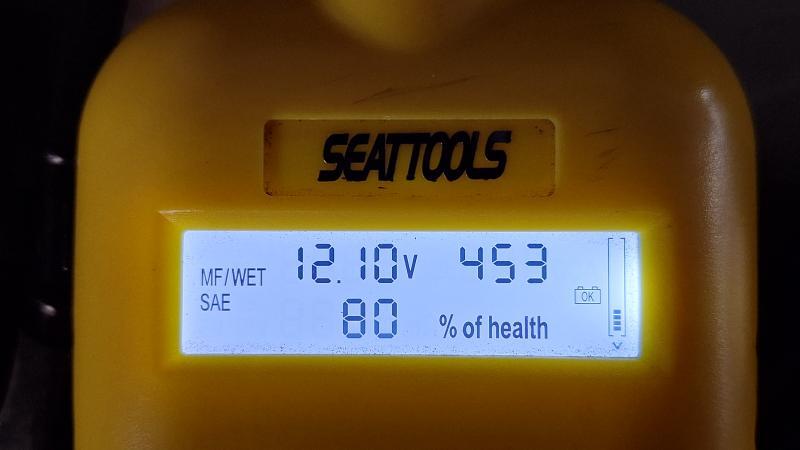 SEATTOOLS
MF/WET 12.10V 453
SAE 80 % of health
OK